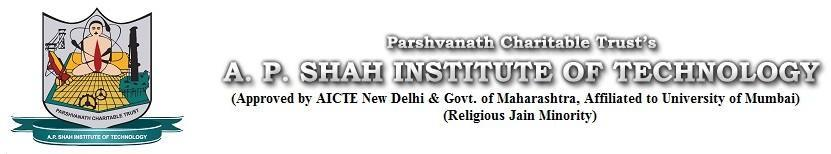 PARSHVANATH CHARITABLE TRUST
A.P. SHAH INSTITUTE OF TECHNOLOGY
Parshvanath Charitable Trust's
A. P. SHAH INSTITUTE OF TECHNOLOGY
(Approved by AICTE New Delhi & Govt. of Maharashtra, Affiliated to University of Mumbai)
(Religious Jain Minority)